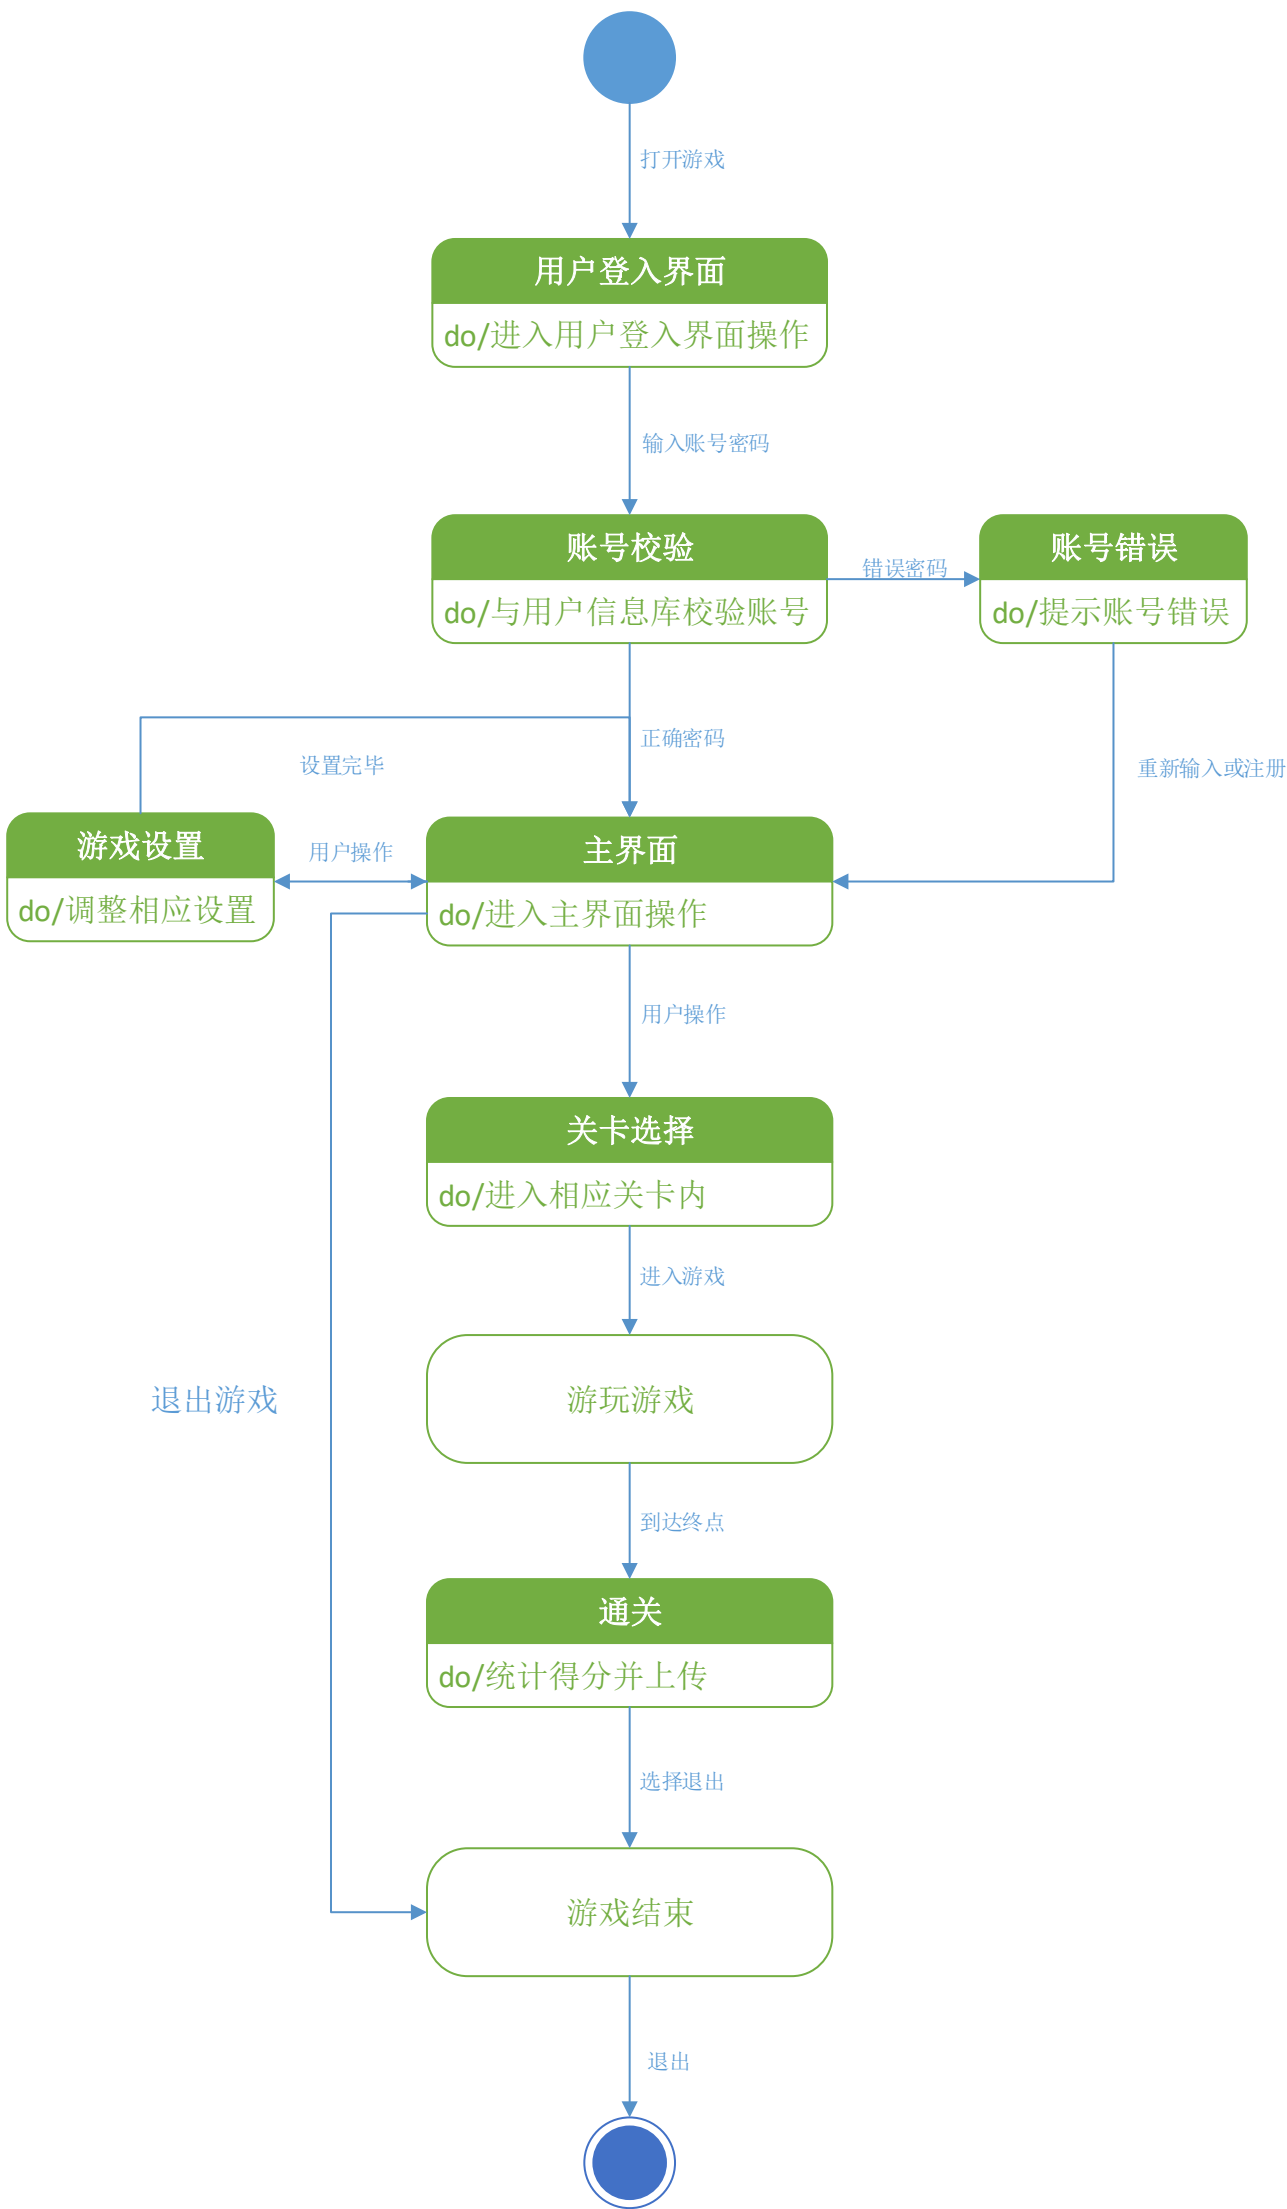 打开游戏
用户登入界面
do/进入用户登入界面操作
输入账号密码
账号校验
do/与用户信息库校验账号
错误密码
账号错误
do/提示账号错误
正确密码
设置完毕
重新输入或注册
游戏设置
do/调整相应设置
用户操作
主界面
do/进入主界面操作
用户操作
关卡选择
do/进入相应关卡内
进入游戏
退出游戏
游玩游戏
到达终点
通关
do/统计得分并上传
选择退出
游戏结束
退出